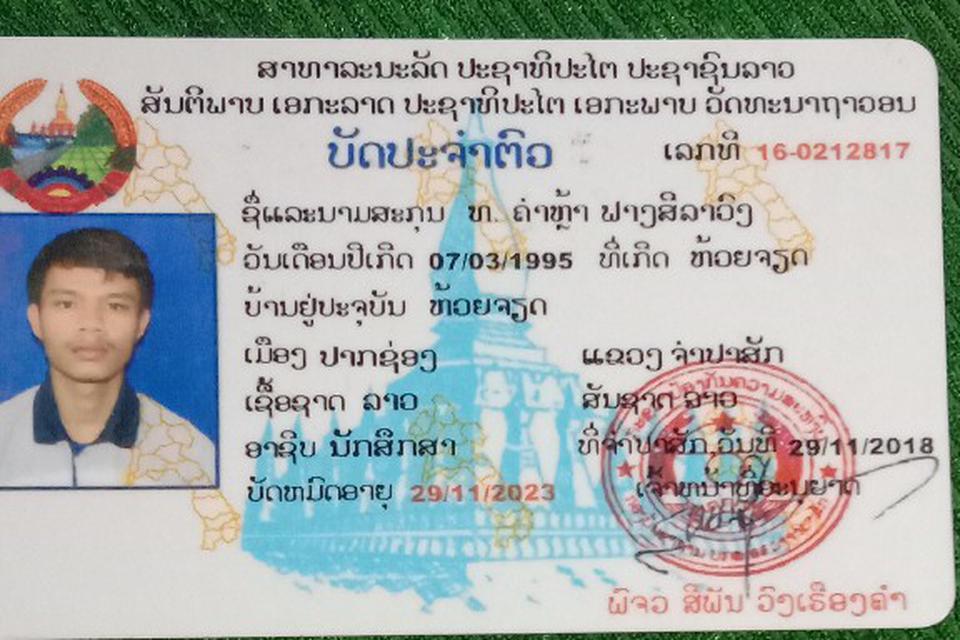 ສາທາລະນະລັດ ປະຊາທິປະໄຕ ປະຊາຊົນລາວ
ສັນຕິພາບ ເອກະລາດ ປະຊາທິປະໄຕ ເອກະພາບ ວັດທະນາຖາວອນ
ບັດປະຈຳຕົວ ເລກທີ 16-0212817
ຊື່ແລະນາມສະກຸນ ທ. ຄຳຫຼ້າ ຟາງສີລາວົງ
ວັນເດືອນປີເກີດ 07/03/1995 ທີ່ເກີດ ຫ້ວຍຈຽດ
ບ້ານຢູ່ປະຈຸບັນ ຫ້ວຍຈຽດ
ເມືອງ ປາກຊ່ອງ ແຂວງ ຈຳປາສັກ
ເຊື້ອຊາດ ລາວ ສັນຊາດ ລາວ
ອາຊີບ ນັກສຶກສາ ທີ່ຈຳປາສັກ,ວັນທີ 29/11/2018
ບັດຫມົດອາຍຸ 29/11/2023 ເຈົ້າຫນ້າທີ່ອະນຸຍາດ
ພົຈວ ສີພັນ ວົງເຮືອງຄຳ